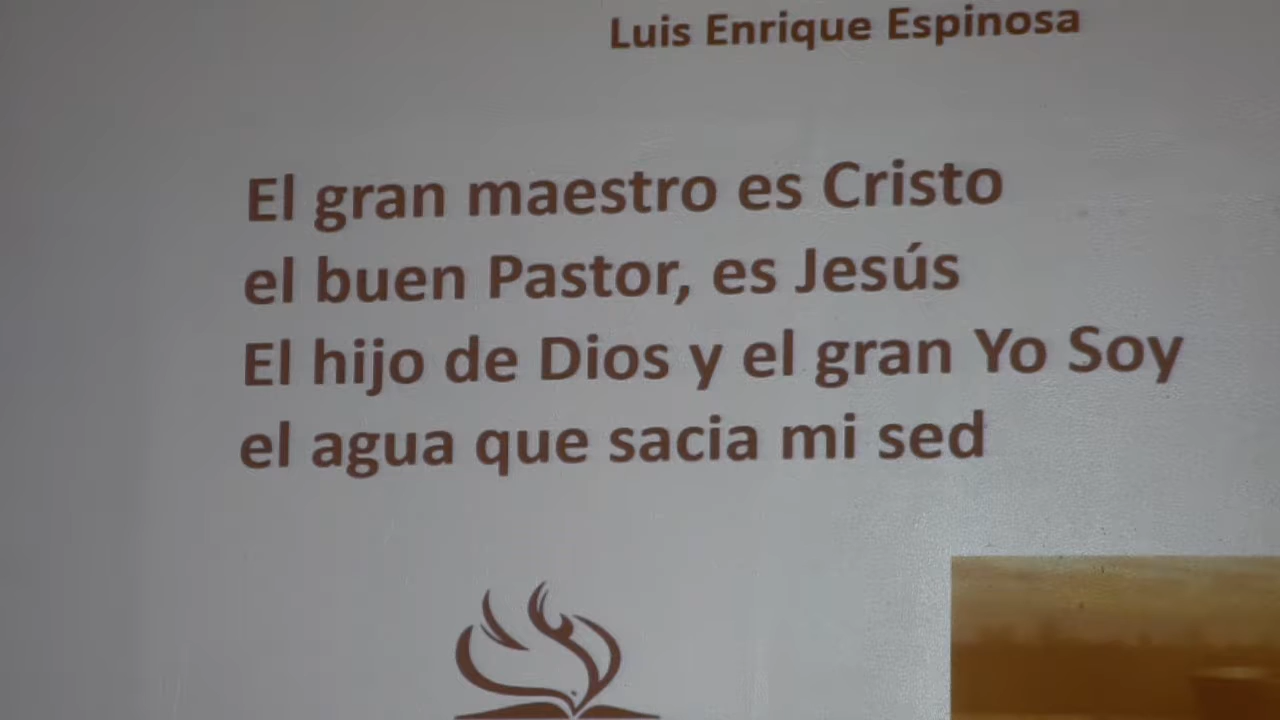 Luis Enrique Espinosa
El gran maestro es Cristo
el buen Pastor, es Jesús
El hijo de Dios y el gran Yo Soy
el agua que sacia mi sed